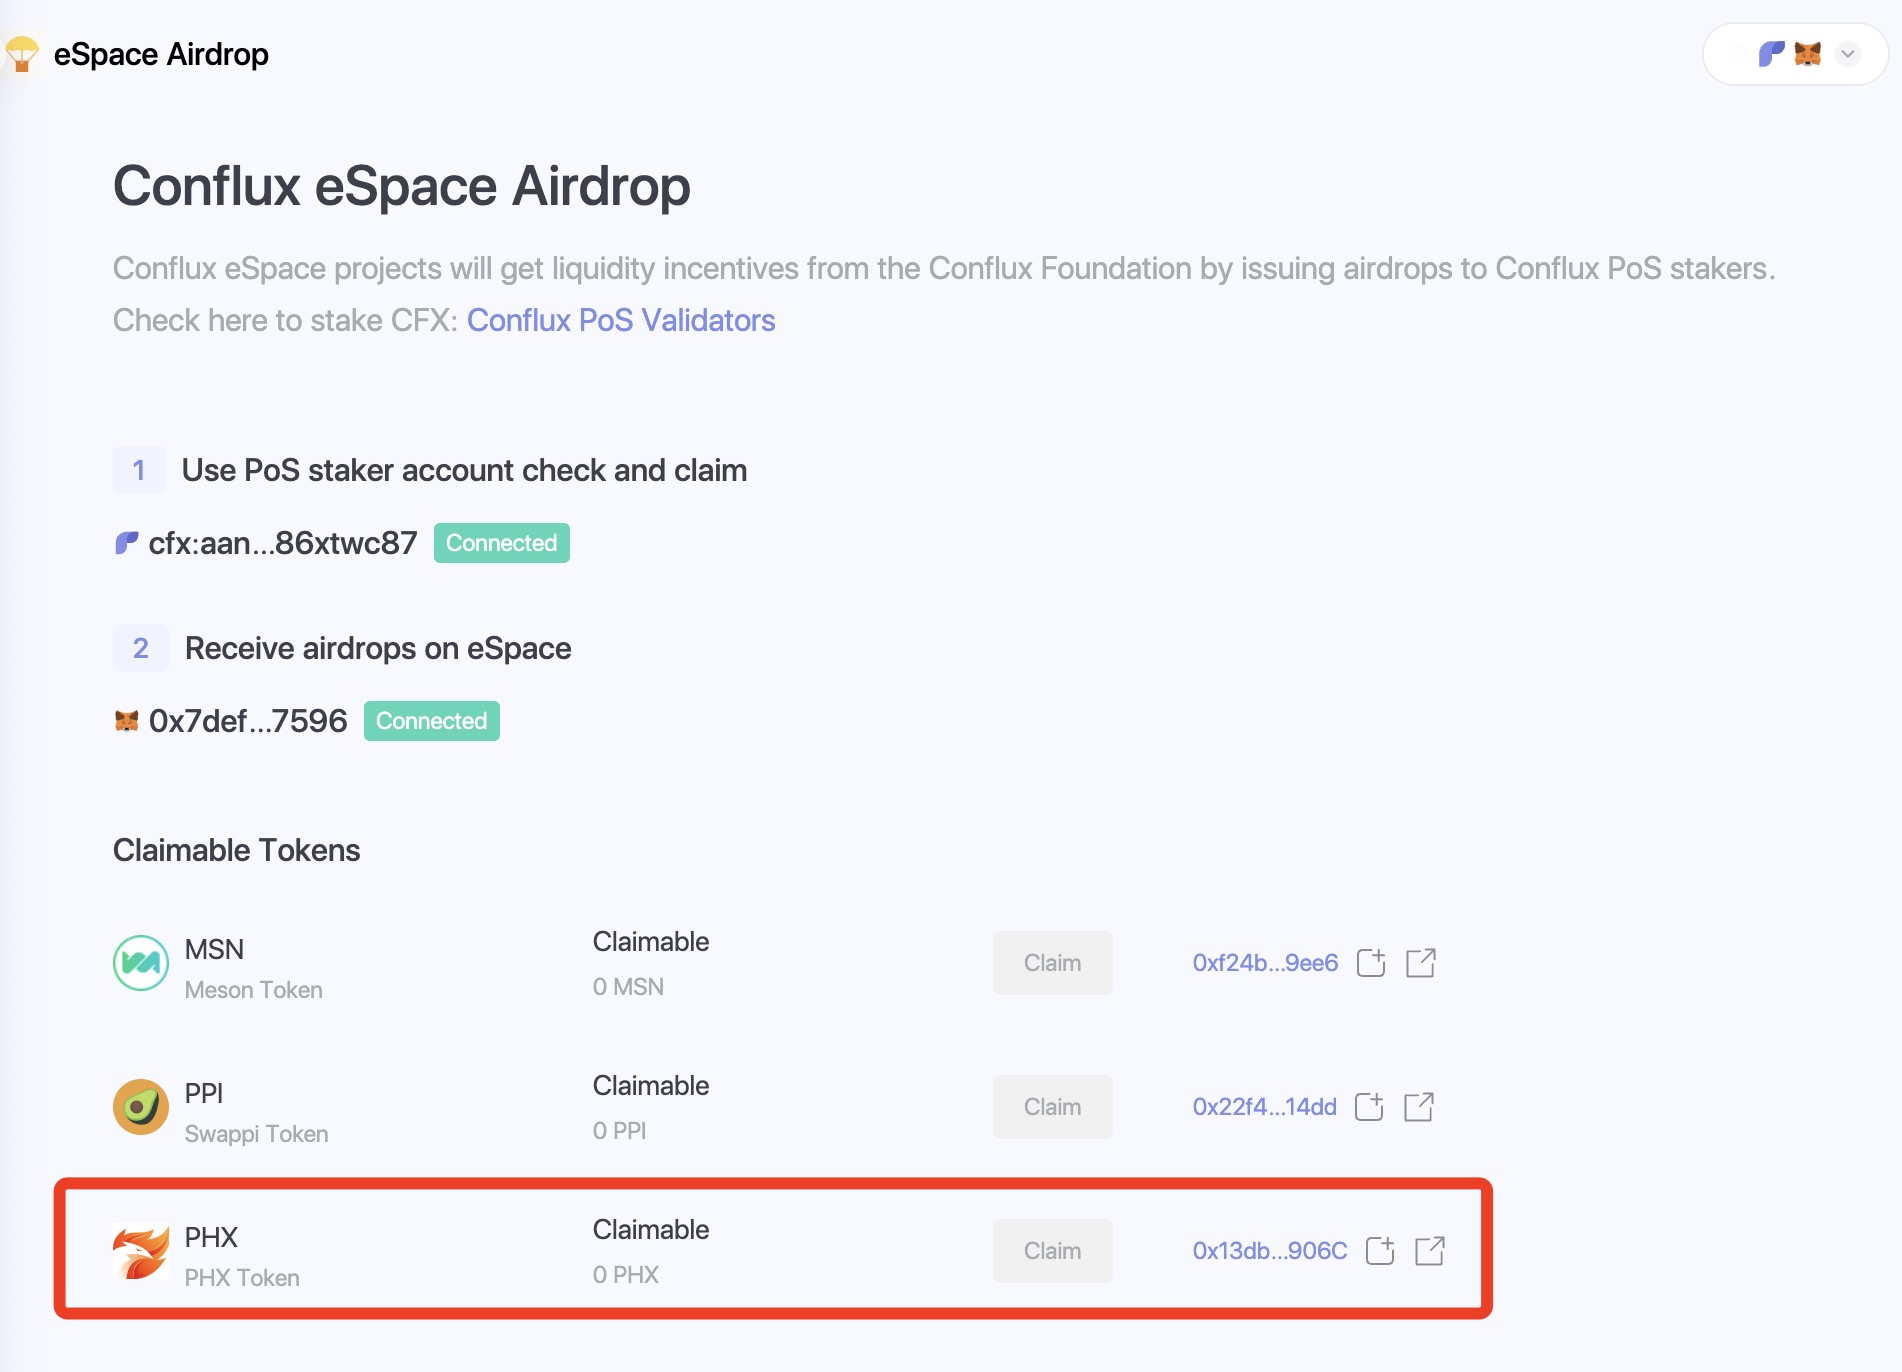 eSpace Airdrop
Conflux eSpace Airdrop
Conflux eSpace projects will get liquidity incentives from the Conflux Foundation by issuing airdrops to Conflux PoS stakers.
Check here to stake CFX: Conflux PoS Validators
1 Use PoS staker account check and claim
cfx:aan...86xtwc87 Connected
2 Receive airdrops on eSpace
0x7def...7596 Connected
Claimable Tokens
MSN
Meson Token
Claimable
0 MSN
Claim
0xf24b...9ee6
PPI
Swappi Token
Claimable
0 PPI
Claim
0x22f4...14dd
PHX
PHX Token
Claimable
0 PHX
Claim
0x13db...906C